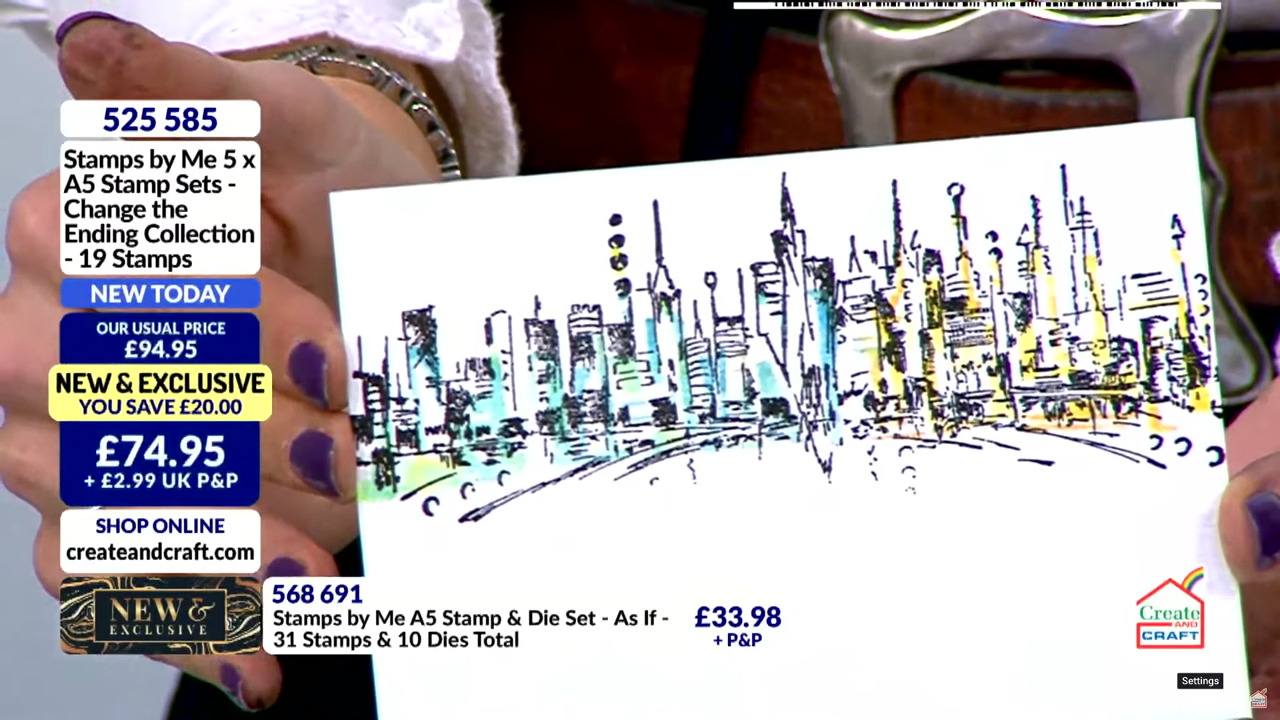 525 585
Stamps by Me 5 x
A5 Stamp Sets -
Change the
Ending Collection
- 19 Stamps
NEW TODAY
OUR USUAL PRICE
£94.95
NEW & EXCLUSIVE
YOU SAVE £20.00
£74.95
+ £2.99 UK P&P
SHOP ONLINE
createandcraft.com
NEW &
EXCLUSIVE
568 691
Stamps by Me A5 Stamp & Die Set - As If -
31 Stamps & 10 Dies Total
£33.98
+ P&P
Create
AND
CRAFT
Settings